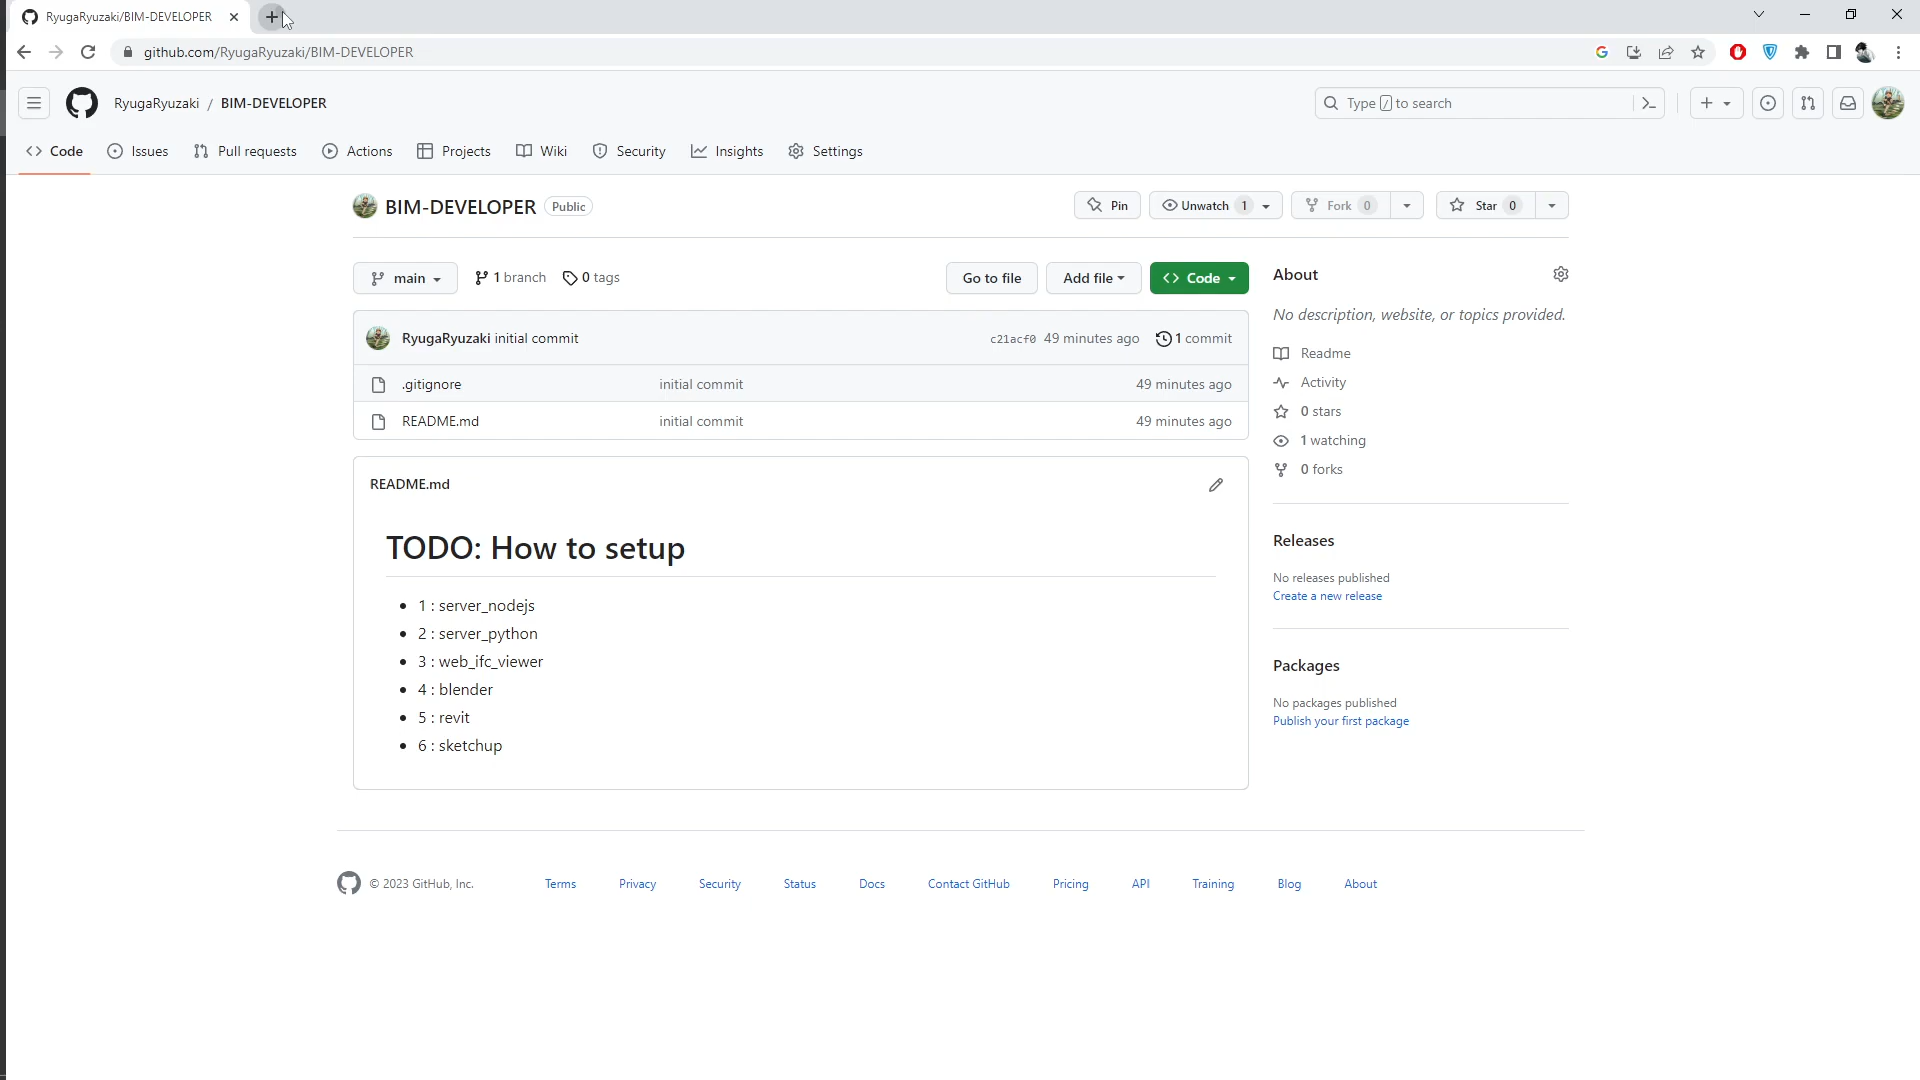 RyugaRyuzaki/BIM-DEVELOPER
github.com/RyugaRyuzaki/BIM-DEVELOPER
RyugaRyuzaki / BIM-DEVELOPER
Type / to search
Code
Issues
Pull requests
Actions
Projects
Wiki
Security
Insights
Settings
BIM-DEVELOPER
Public
Pin
Unwatch 1
Fork 0
Star 0
main
1 branch
0 tags
Go to file
Add file
Code
RyugaRyuzaki initial commit
c21acf0 49 minutes ago
1 commit
.gitignore
initial commit
49 minutes ago
README.md
initial commit
49 minutes ago
README.md
TODO: How to setup
• 1 : server_nodejs
• 2 : server_python
• 3 : web_ifc_viewer
• 4 : blender
• 5 : revit
• 6 : sketchup
About
No description, website, or topics provided.
Readme
Activity
0 stars
1 watching
0 forks
Releases
No releases published
Create a new release
Packages
No packages published
Publish your first package
© 2023 GitHub, Inc.
Terms
Privacy
Security
Status
Docs
Contact GitHub
Pricing
API
Training
Blog
About